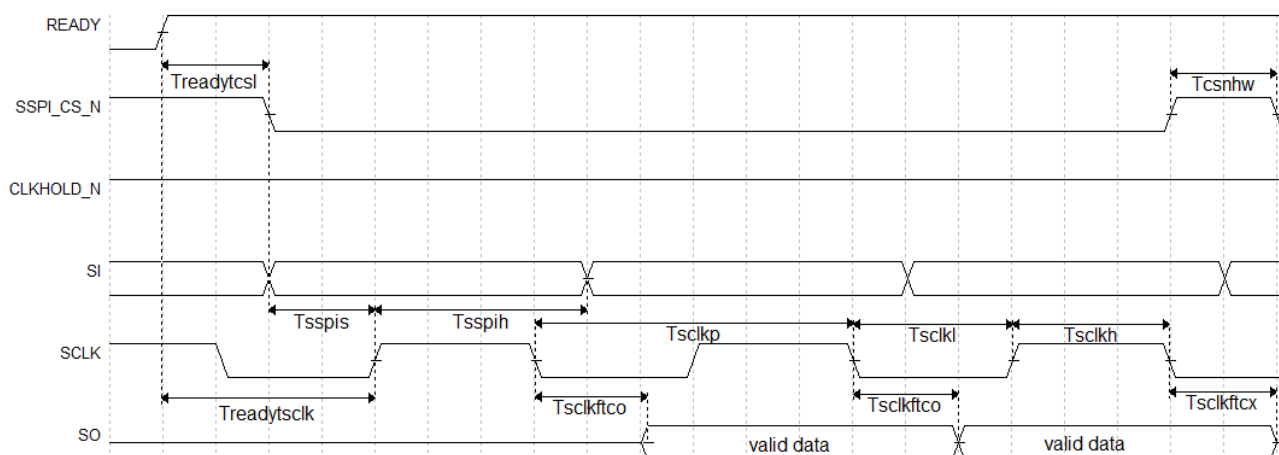 READY
Treadytcsl
Tcsnhw
SSPI_CS_N
CLKHOLD_N
SI
Tsspis
Tsspih
Tsclkp
Tsclkl
Tsclkh
SCLK
Treadytsclk
Tsclkftco
Tsclkftco
Tsclkftcx
SO
valid data
valid data